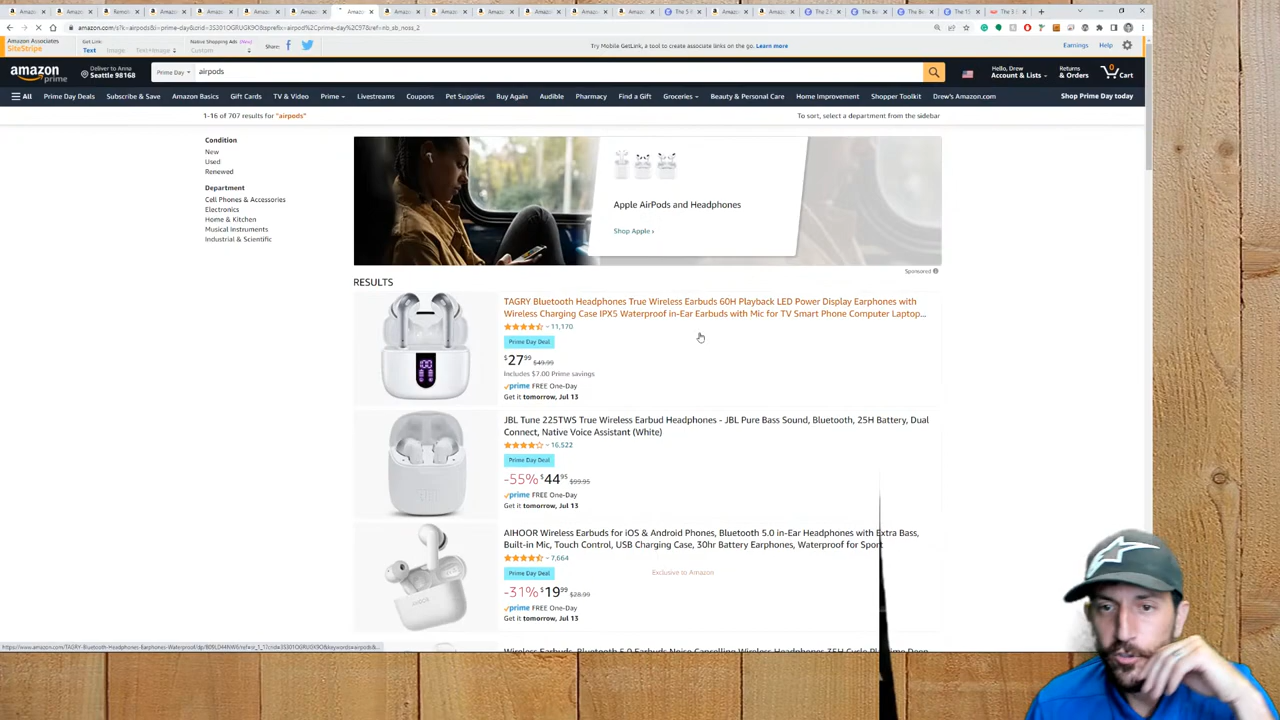 Amazon Associates
SiteStripe
Get Link:
Text
Image
Text+Image
Native Shopping Ads (New)
Custom
Share:
Try Mobile GetLink, a tool to create associate links on the go. Learn more
Earnings
Help
amazon
prime
Deliver to Anna
Seattle 98168
Prime Day
airpods
Hello, Drew
Account & Lists
Returns
& Orders
0
Cart
All
Prime Day Deals
Subscribe & Save
Amazon Basics
Gift Cards
TV & Video
Prime
Livestreams
Coupons
Pet Supplies
Buy Again
Audible
Pharmacy
Find a Gift
Groceries
Beauty & Personal Care
Home Improvement
Shopper Toolkit
Drew's Amazon.com
Shop Prime Day today
1-16 of 707 results for "airpods"
To sort, select a department from the sidebar
Condition
New
Used
Renewed
Department
Cell Phones & Accessories
Electronics
Home & Kitchen
Musical Instruments
Industrial & Scientific
Apple AirPods and Headphones
Shop Apple ›
Sponsored
RESULTS
TAGRY Bluetooth Headphones True Wireless Earbuds 60H Playback LED Power Display Earphones with
Wireless Charging Case IPX5 Waterproof in-Ear Earbuds with Mic for TV Smart Phone Computer Laptop...
11,170
Prime Day Deal
$27.99 $49.99
Includes $7.00 Prime savings
prime FREE One-Day
Get it tomorrow, Jul 13
100
JBL Tune 225TWS True Wireless Earbud Headphones - JBL Pure Bass Sound, Bluetooth, 25H Battery, Dual
Connect, Native Voice Assistant (White)
16,522
Prime Day Deal
-55% $44.95 $99.95
prime FREE One-Day
Get it tomorrow, Jul 13
AIHOOR Wireless Earbuds for iOS & Android Phones, Bluetooth 5.0 in-Ear Headphones with Extra Bass,
Built-in Mic, Touch Control, USB Charging Case, 30hr Battery Earphones, Waterproof for Sport
7,664
Prime Day Deal
Exclusive to Amazon
-31% $19.99 $28.99
prime FREE One-Day
Get it tomorrow, Jul 13